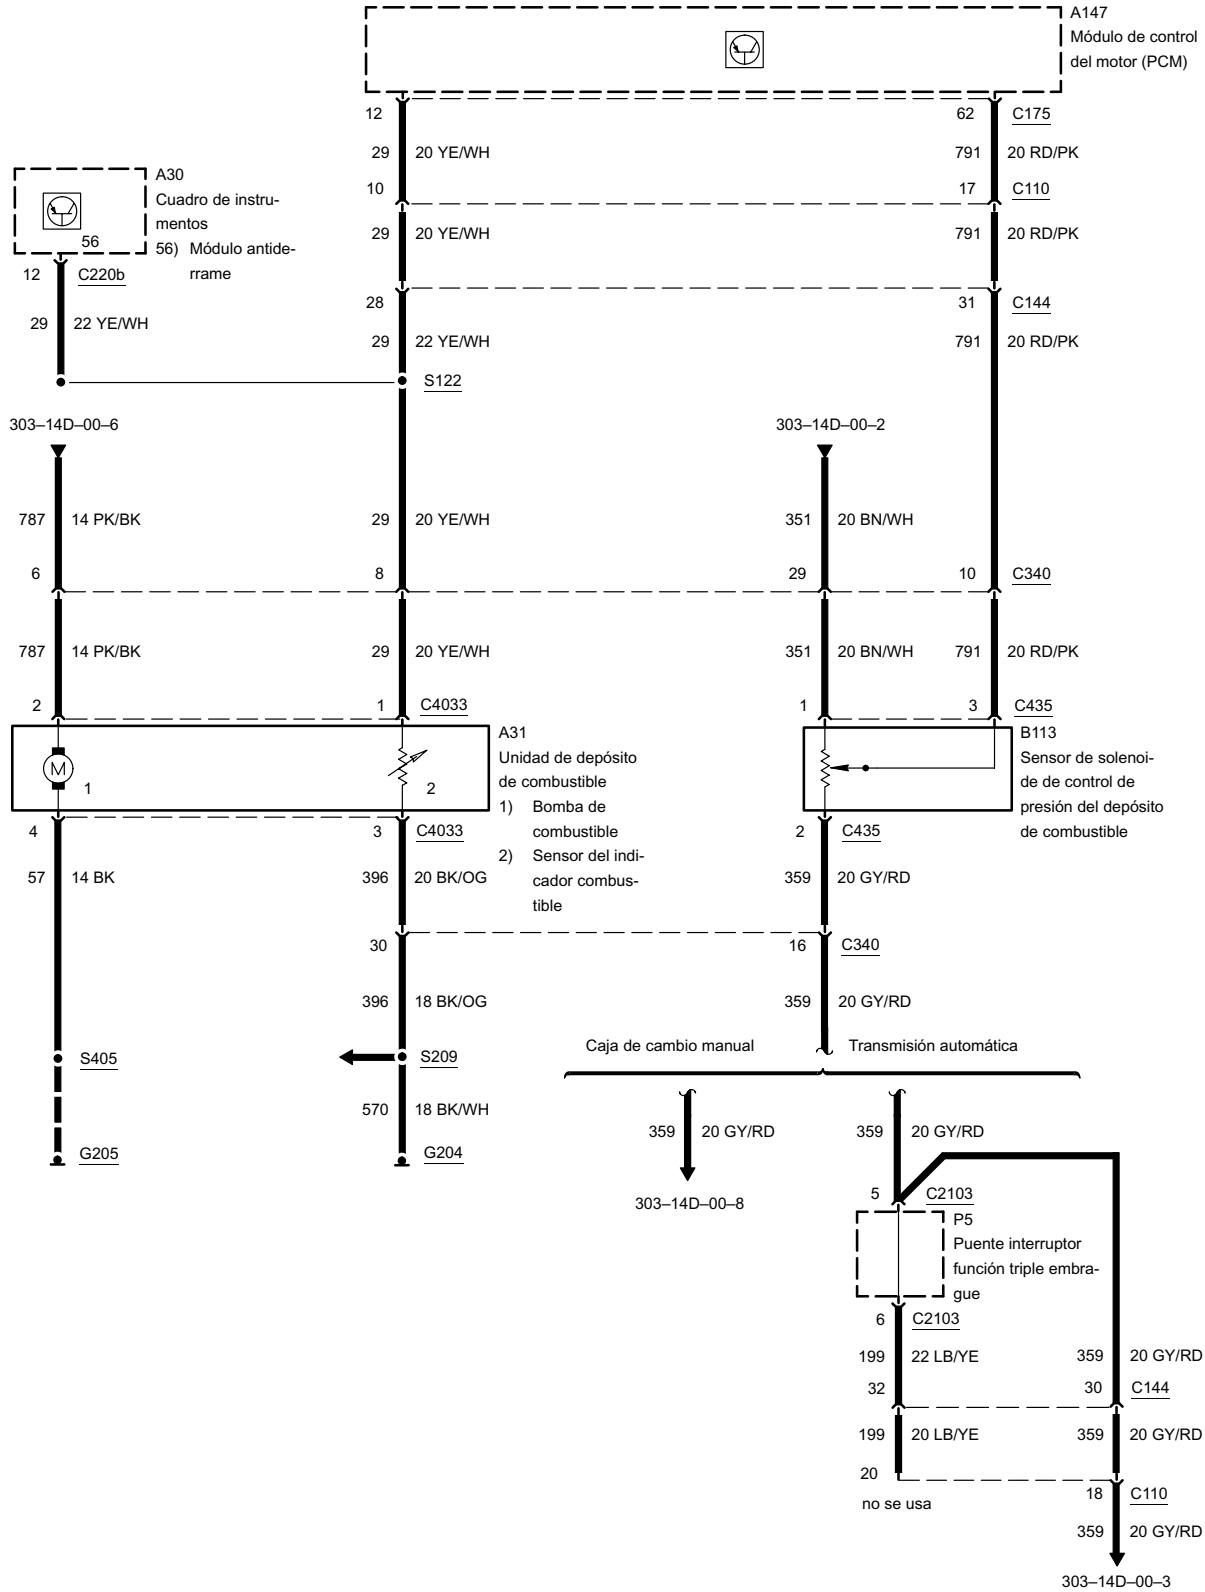 A147
Módulo de control
del motor (PCM)
12 62 C175
29 20 YE/WH 791 20 RD/PK
A30
Cuadro de instru-
mentos
56) Módulo antide-
rrame
56
10 17 C110
29 20 YE/WH 791 20 RD/PK
12 C220b
28 31 C144
29 22 YE/WH
29 22 YE/WH 791 20 RD/PK
S122
303–14D–00–6 303–14D–00–2
787 14 PK/BK 29 20 YE/WH 351 20 BN/WH
6 8 29 10 C340
787 14 PK/BK 29 20 YE/WH 351 20 BN/WH 791 20 RD/PK
2 1 C4033 1 3 C435
A31
Unidad de depósito
de combustible
1) Bomba de
combustible
2) Sensor del indi-
cador combus-
tible
B113
Sensor de solenoi-
de de control de
presión del depósito
de combustible
M 1 2
4 3 C4033 2 C435
57 14 BK 396 20 BK/OG 359 20 GY/RD
30 16 C340
396 18 BK/OG 359 20 GY/RD
S405 S209
Caja de cambio manual Transmisión automática
570 18 BK/WH 359 20 GY/RD 359 20 GY/RD
G205 G204
303–14D–00–8
5 C2103
P5
Puente interruptor
función triple embra-
gue
6 C2103
199 22 LB/YE 359 20 GY/RD
32 30 C144
199 20 LB/YE 359 20 GY/RD
20
18 C110
no se usa
359 20 GY/RD
303–14D–00–3